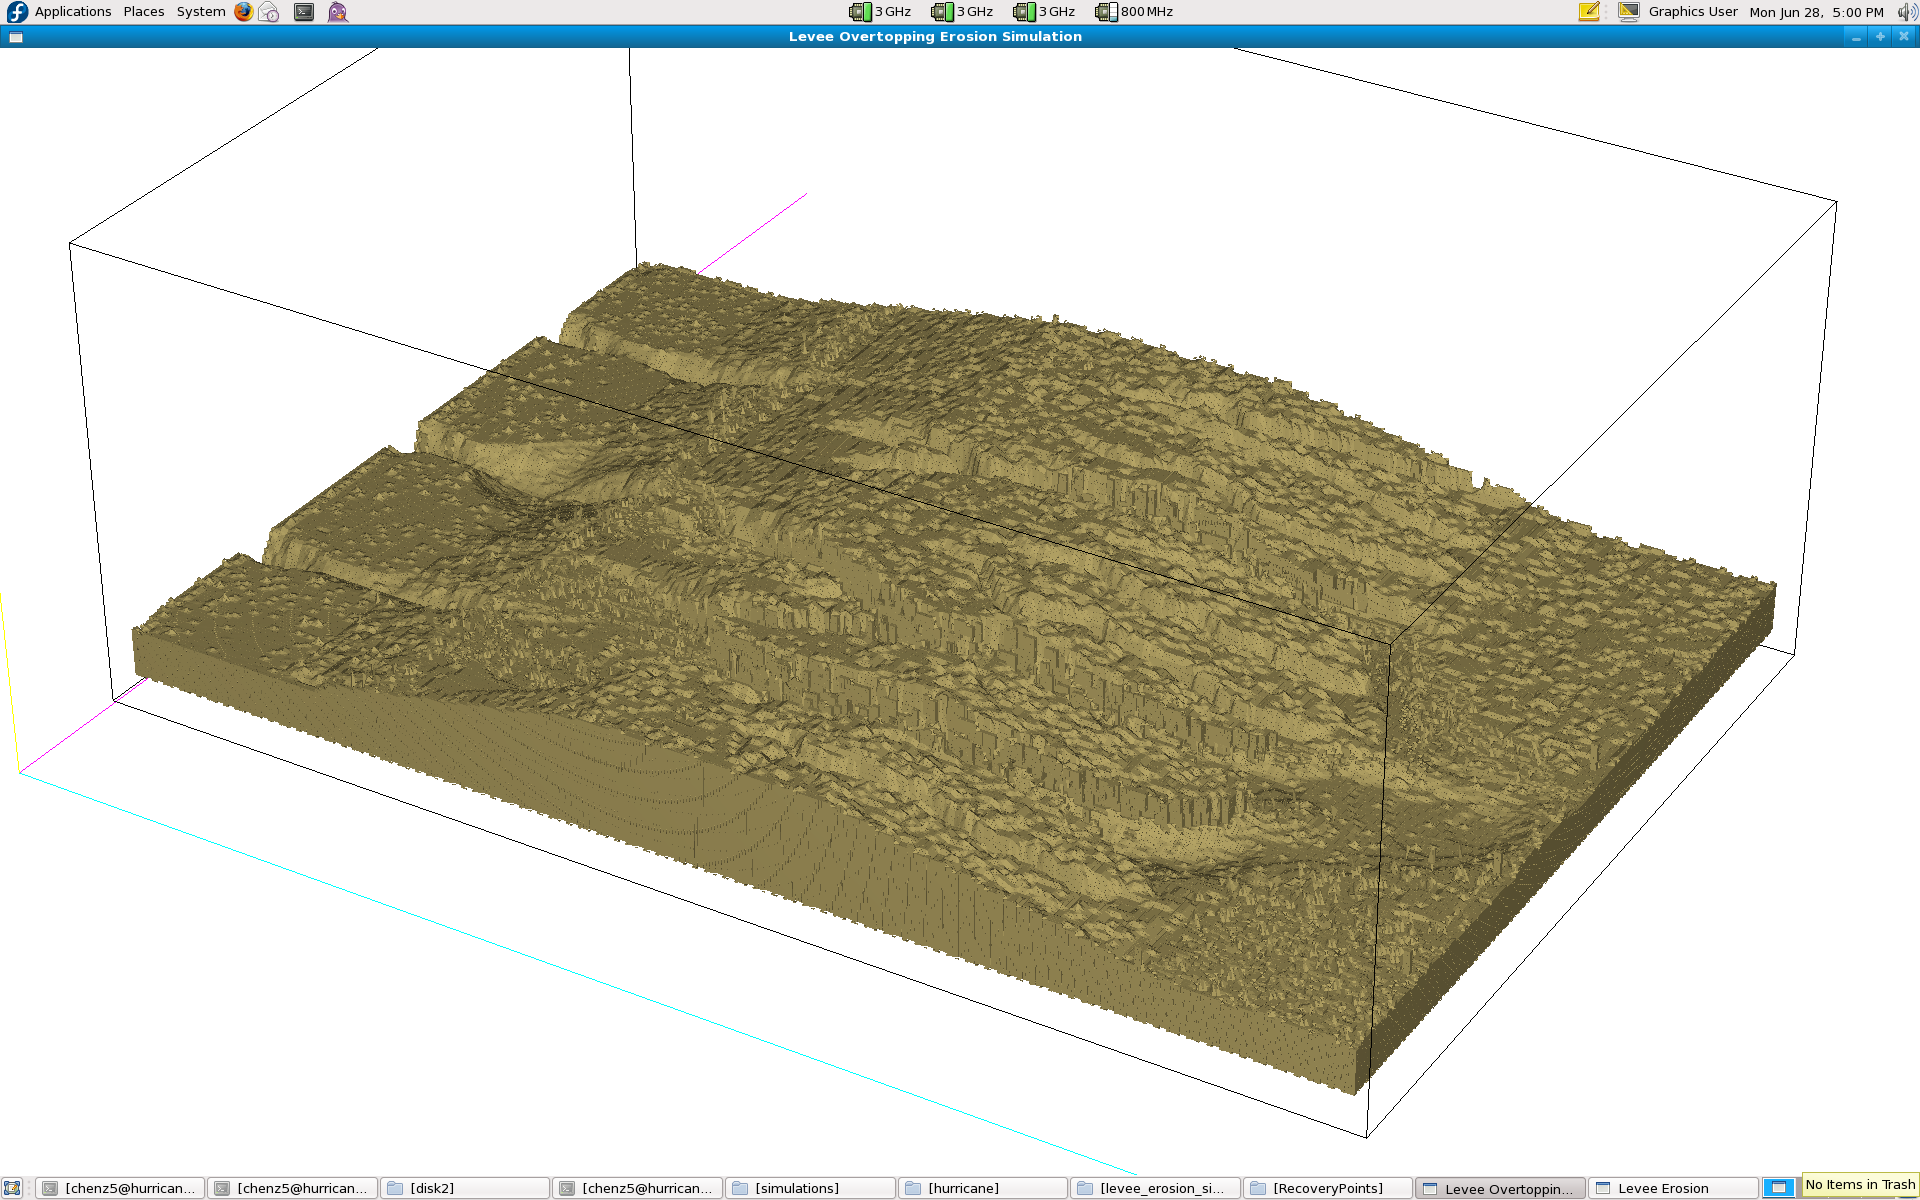 Applications Places System 3 GHz 3 GHz 3 GHz 800 MHz Graphics User Mon Jun 28, 5:00 PM
Levee Overtopping Erosion Simulation
[chenz5@hurrican... [chenz5@hurrican... [disk2] [chenz5@hurrican... [simulations] [hurricane] [levee_erosion_si... [RecoveryPoints] Levee Overtoppin... Levee Erosion No Items in Trash